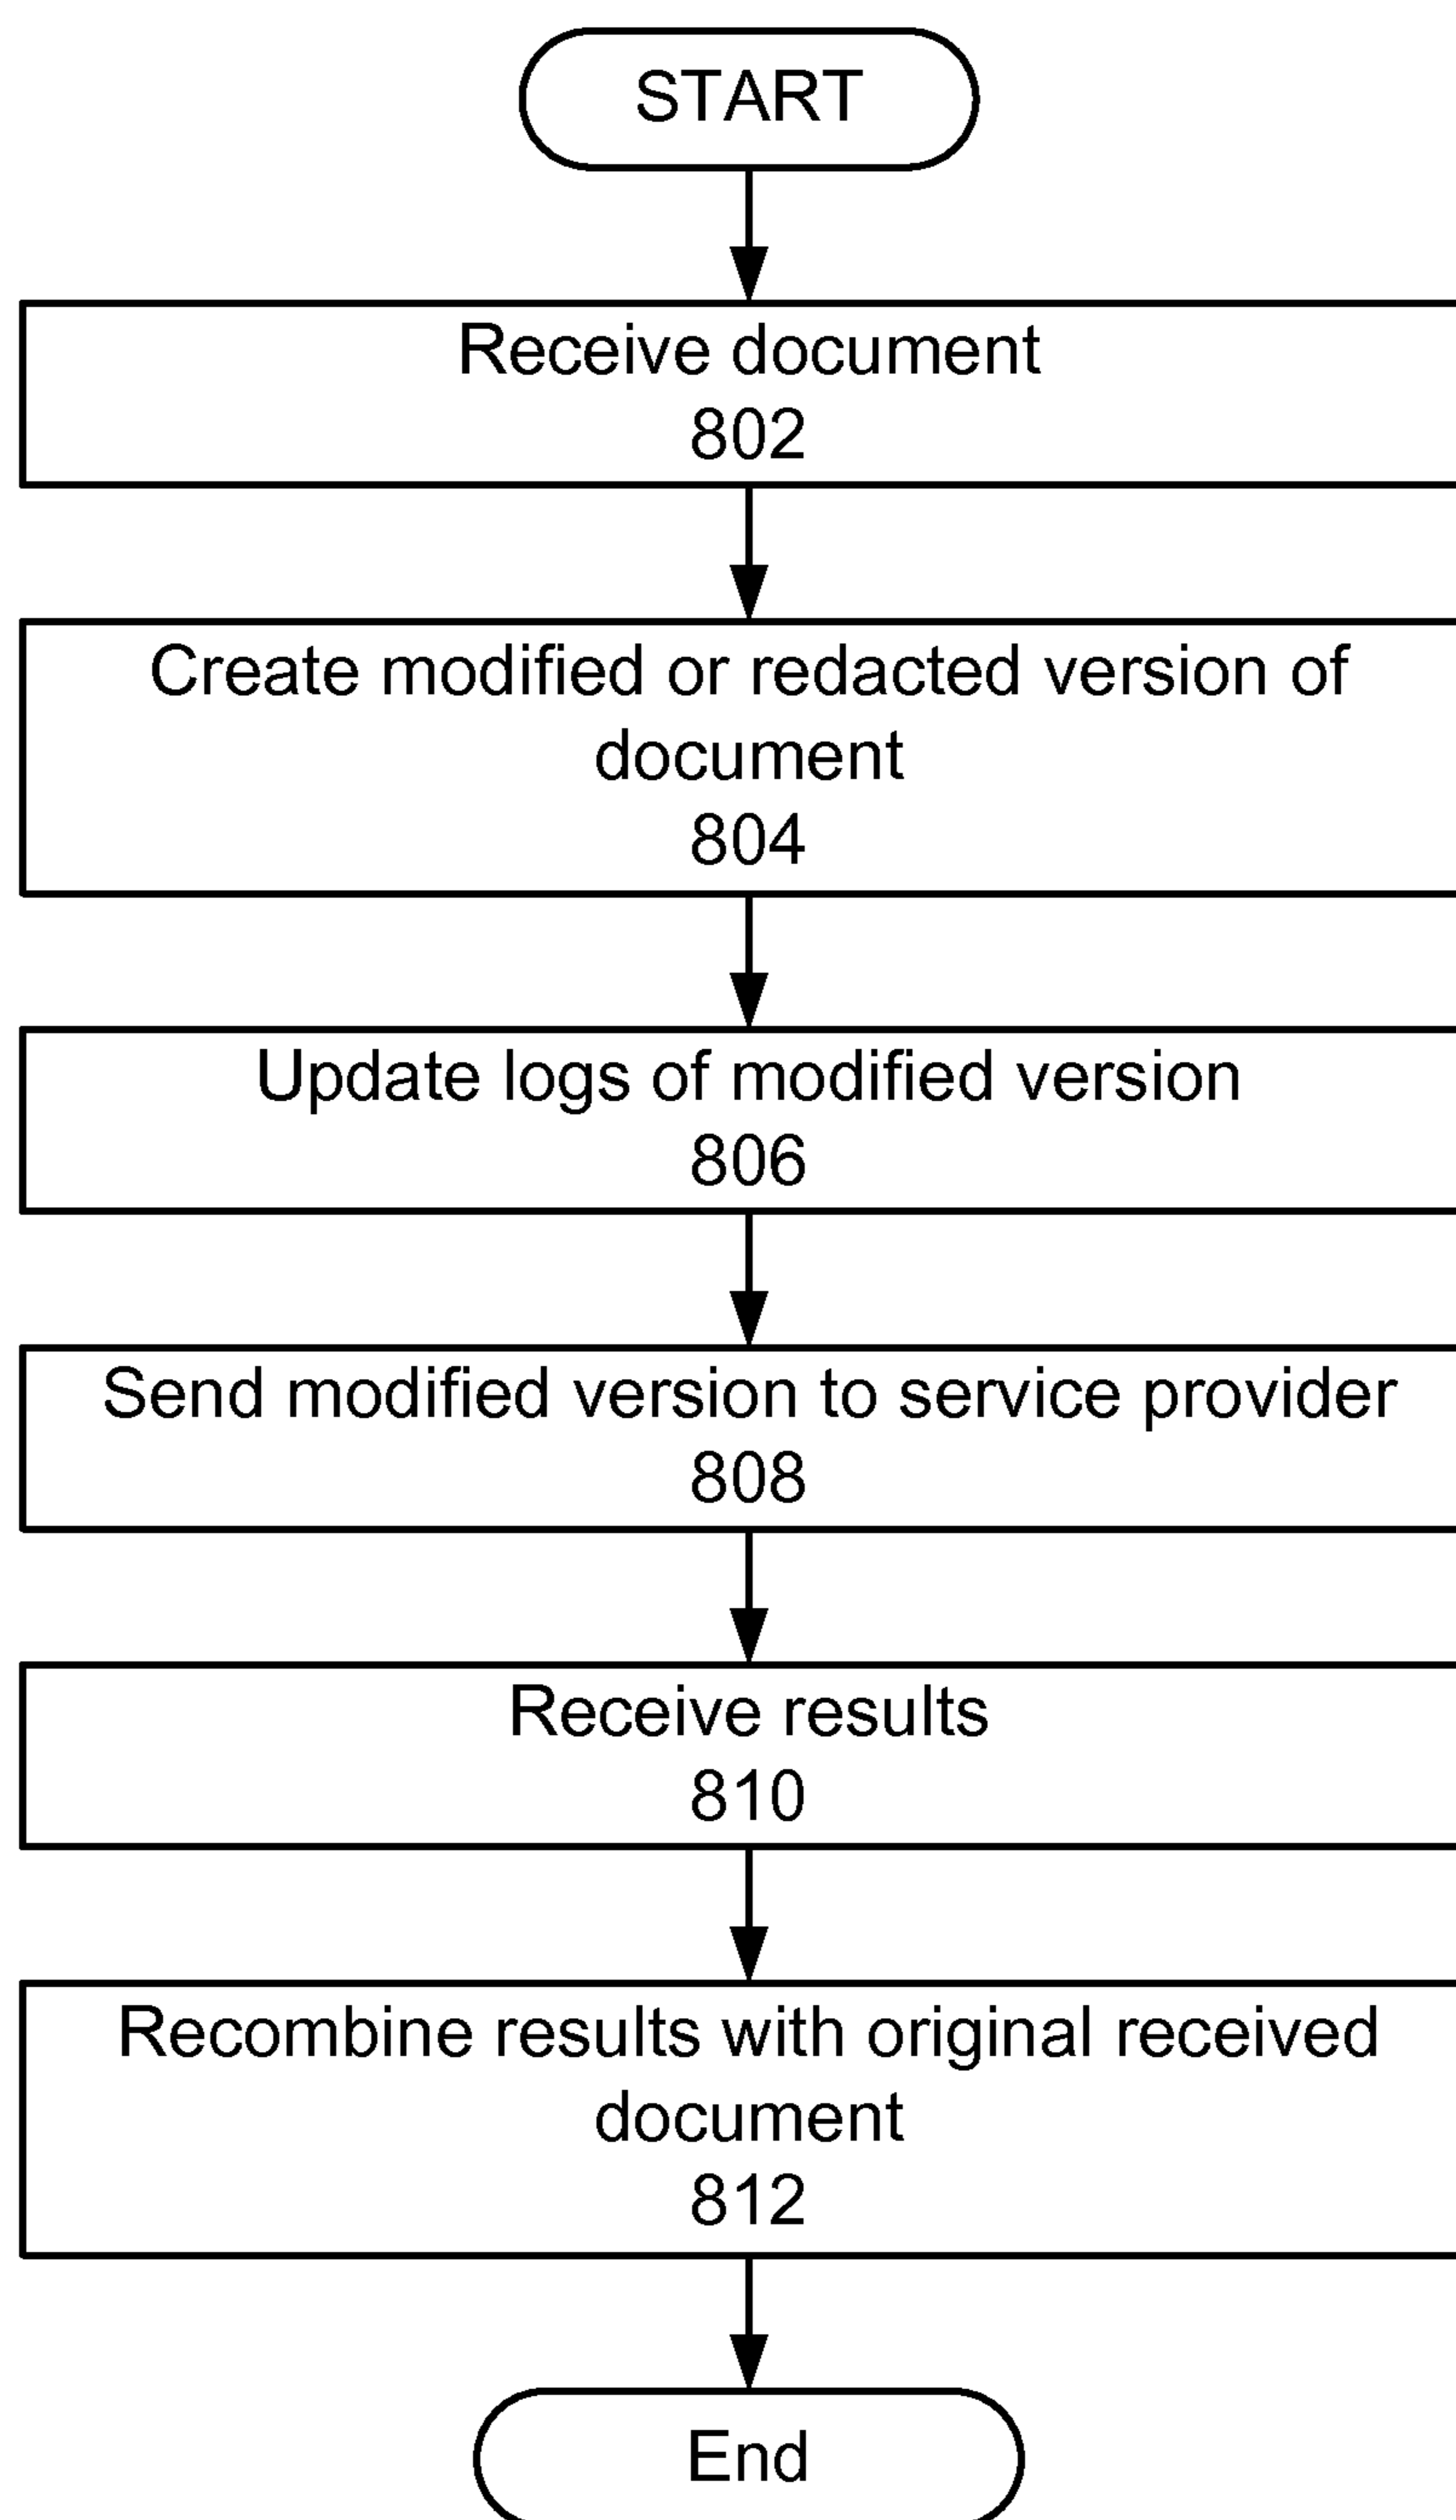 START
Receive document
802
Create modified or redacted version of
document
804
Update logs of modified version
806
Send modified version to service provider
808
Receive results
810
Recombine results with original received
document
812
End